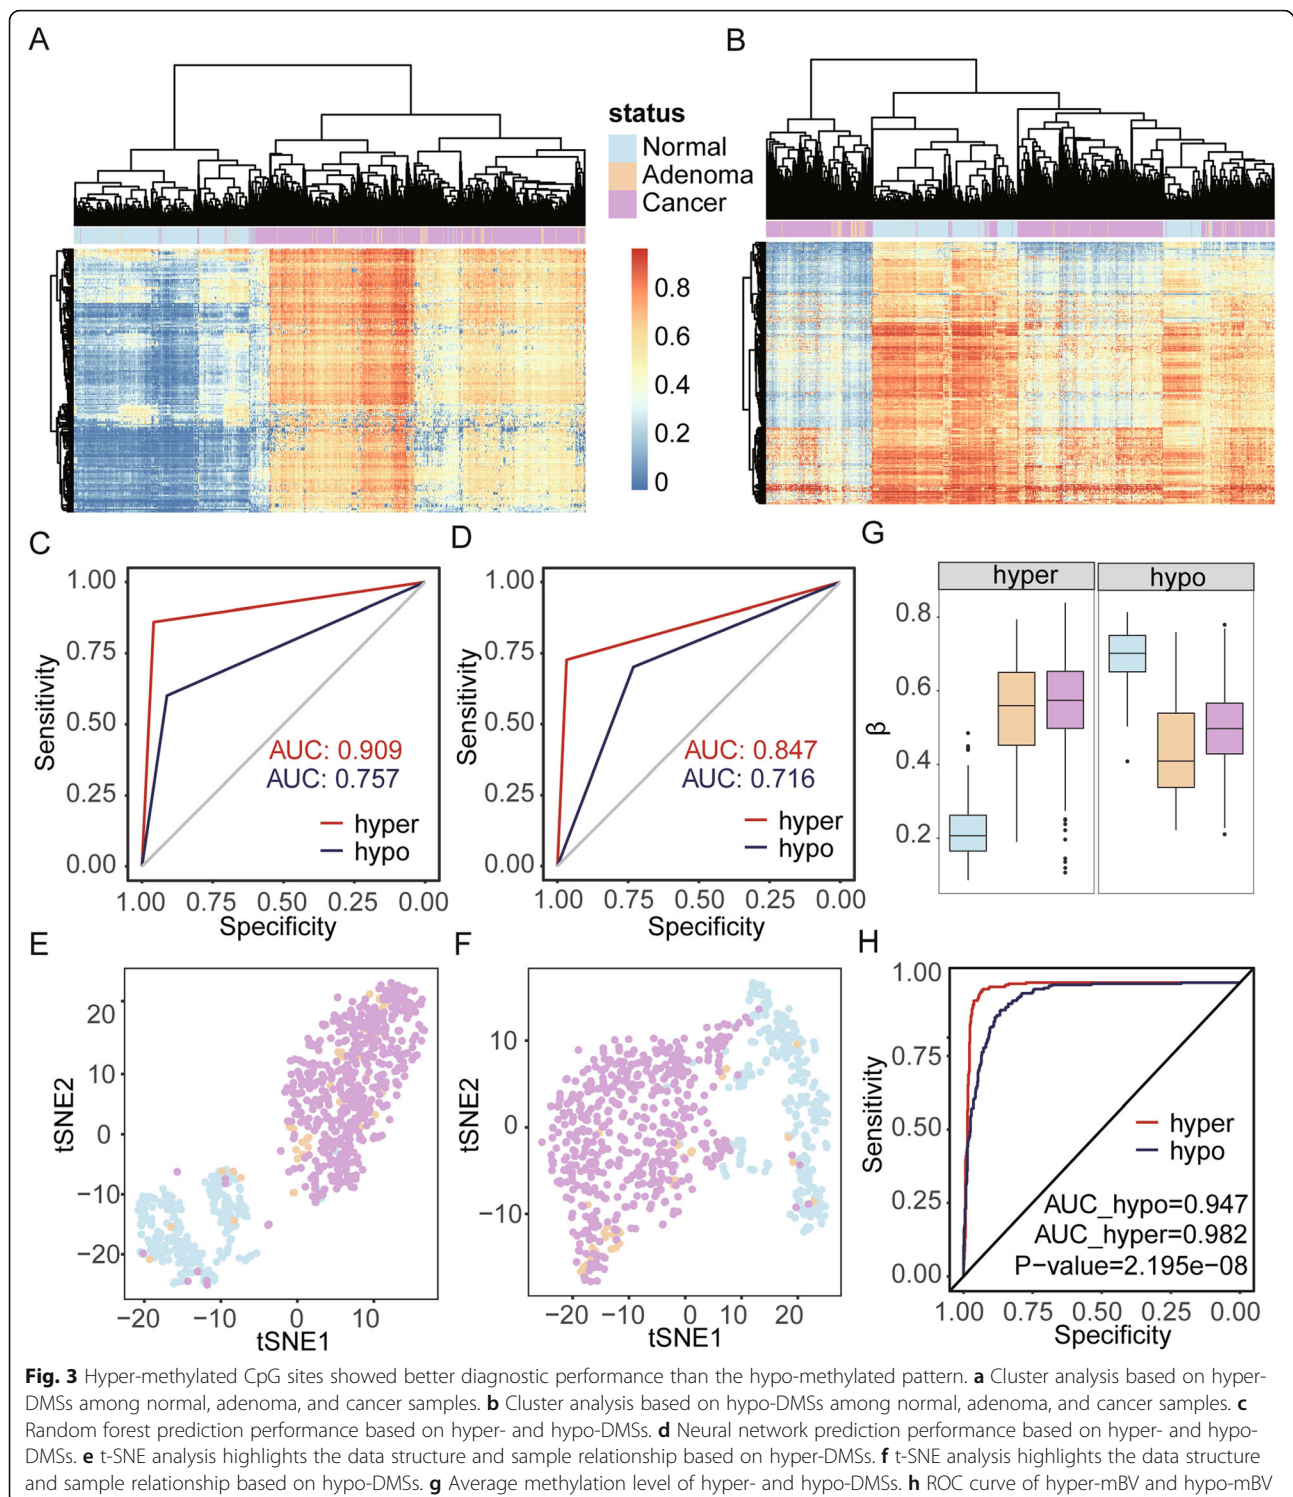 A
B
status
Normal
Adenoma
Cancer
0.8
0.6
0.4
0.2
0
C
1.00
0.75
0.50
0.25
0.00
Sensitivity
AUC: 0.909
AUC: 0.757
hyper
hypo
1.00 0.75 0.50 0.25 0.00
Specificity
D
1.00
0.75
0.50
0.25
0.00
Sensitivity
AUC: 0.847
AUC: 0.716
hyper
hypo
1.00 0.75 0.50 0.25 0.00
Specificity
G
hyper
hypo
0.8
0.6
0.4
0.2
β
E
20
10
0
−10
−20
tSNE2
−20 −10 0 10
tSNE1
F
10
0
−10
tSNE2
−20 −10 0 10 20
tSNE1
H
1.00
0.75
0.50
0.25
0.00
Sensitivity
hyper
hypo
AUC_hypo=0.947
AUC_hyper=0.982
P−value=2.195e−08
1.00 0.75 0.50 0.25 0.00
Specificity
Fig. 3 Hyper-methylated CpG sites showed better diagnostic performance than the hypo-methylated pattern. a Cluster analysis based on hyper-
DMSs among normal, adenoma, and cancer samples. b Cluster analysis based on hypo-DMSs among normal, adenoma, and cancer samples. c
Random forest prediction performance based on hyper- and hypo-DMSs. d Neural network prediction performance based on hyper- and hypo-
DMSs. e t-SNE analysis highlights the data structure and sample relationship based on hyper-DMSs. f t-SNE analysis highlights the data structure
and sample relationship based on hypo-DMSs. g Average methylation level of hyper- and hypo-DMSs. h ROC curve of hyper-mBV and hypo-mBV